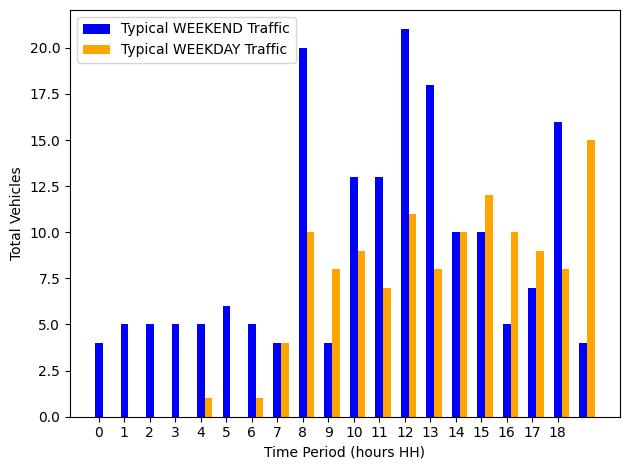 Typical WEEKEND Traffic
Typical WEEKDAY Traffic
20.0
17.5
15.0
12.5
10.0
7.5
5.0
2.5
0.0
Total Vehicles
0 1 2 3 4 5 6 7 8 9 10 11 12 13 14 15 16 17 18
Time Period (hours HH)